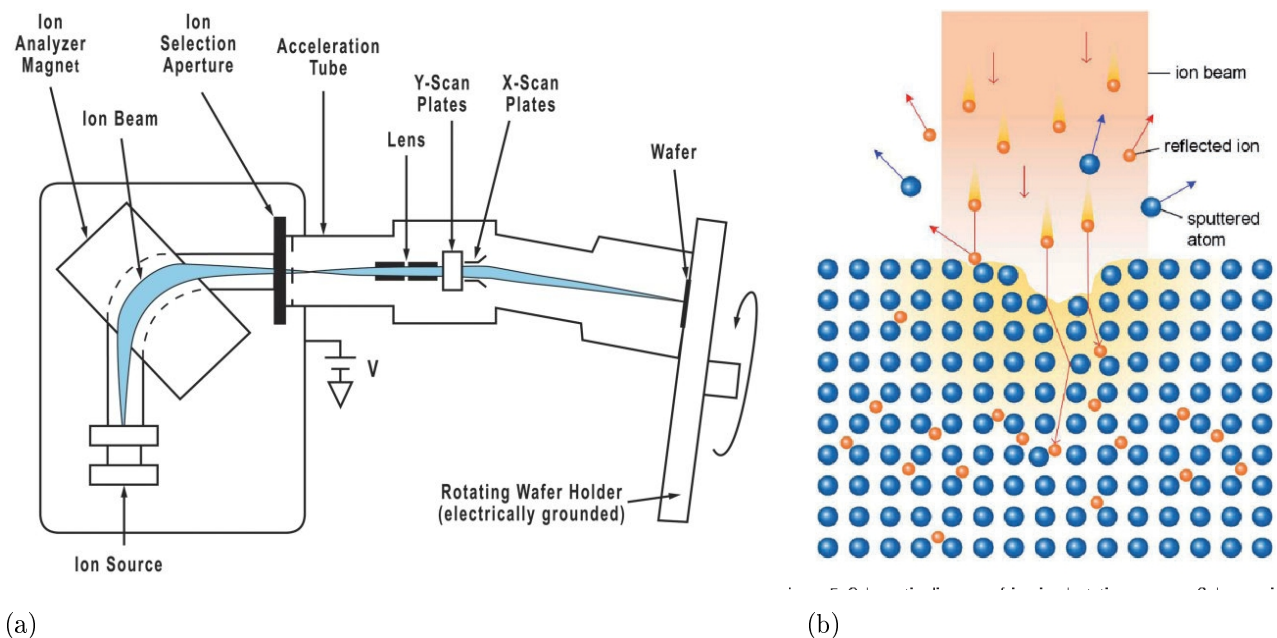 Ion
Analyzer
Magnet
Ion
Selection
Aperture
Acceleration
Tube
Ion Beam
Y-Scan
Plates
X-Scan
Plates
Lens
Wafer
V
Rotating Wafer Holder
(electrically grounded)
Ion Source
(a)
ion beam
reflected ion
sputtered
atom
(b)